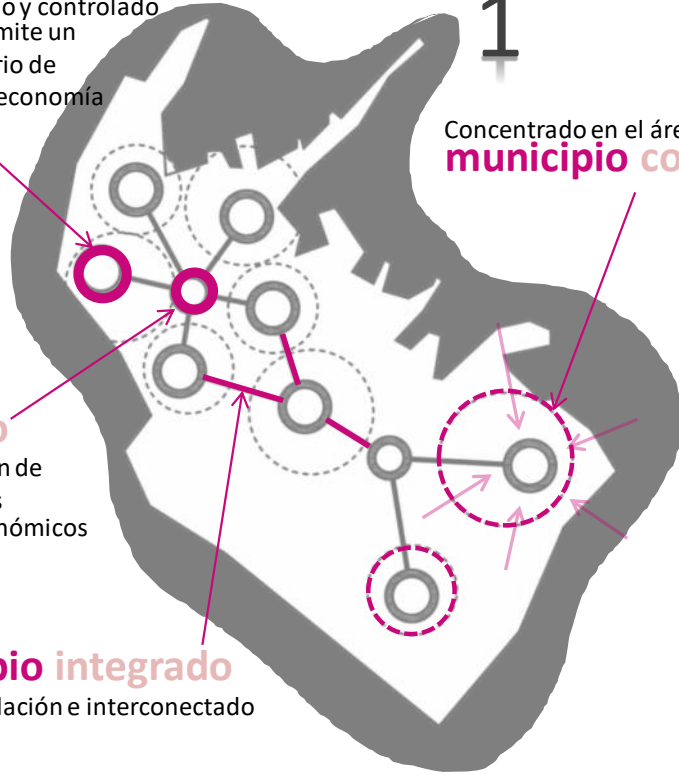 o y controlado
mite un
rio de
economía
1
Concentrado en el áre
municipio co
o
n de
s
nómicos
pio integrado
lación e interconectado